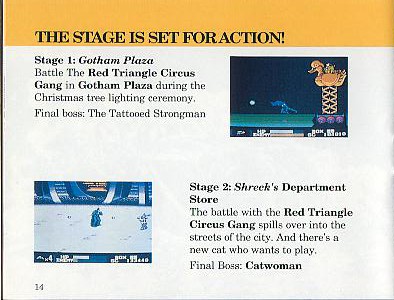 THE STAGE IS SET FOR ACTION!
Stage 1: Gotham Plaza
Battle The Red Triangle Circus
Gang in Gotham Plaza during the
Christmas tree lighting ceremony.
Final boss: The Tattooed Strongman
Stage 2: Shreck's Department
Store
The battle with the Red Triangle
Circus Gang spills over into the
streets of the city. And there's a
new cat who wants to play.
Final Boss: Catwoman
14